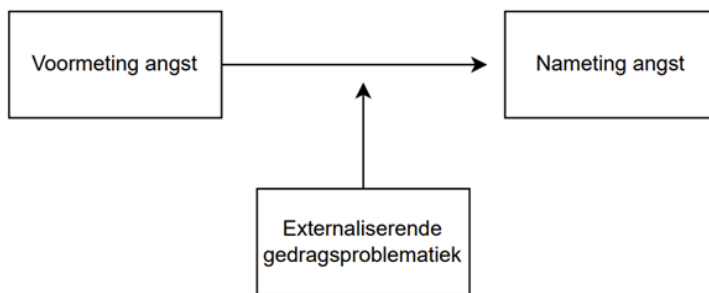 Voormeting angst
Nameting angst
Externaliserende
gedragsproblematiek